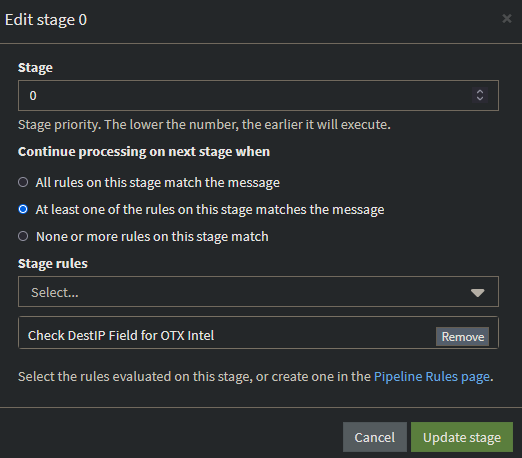 Edit stage 0
×
Stage
0
Stage priority. The lower the number, the earlier it will execute.
Continue processing on next stage when
All rules on this stage match the message
At least one of the rules on this stage matches the message
None or more rules on this stage match
Stage rules
Select...
Check DestIP Field for OTX Intel
Remove
Select the rules evaluated on this stage, or create one in the Pipeline Rules page.
Cancel
Update stage